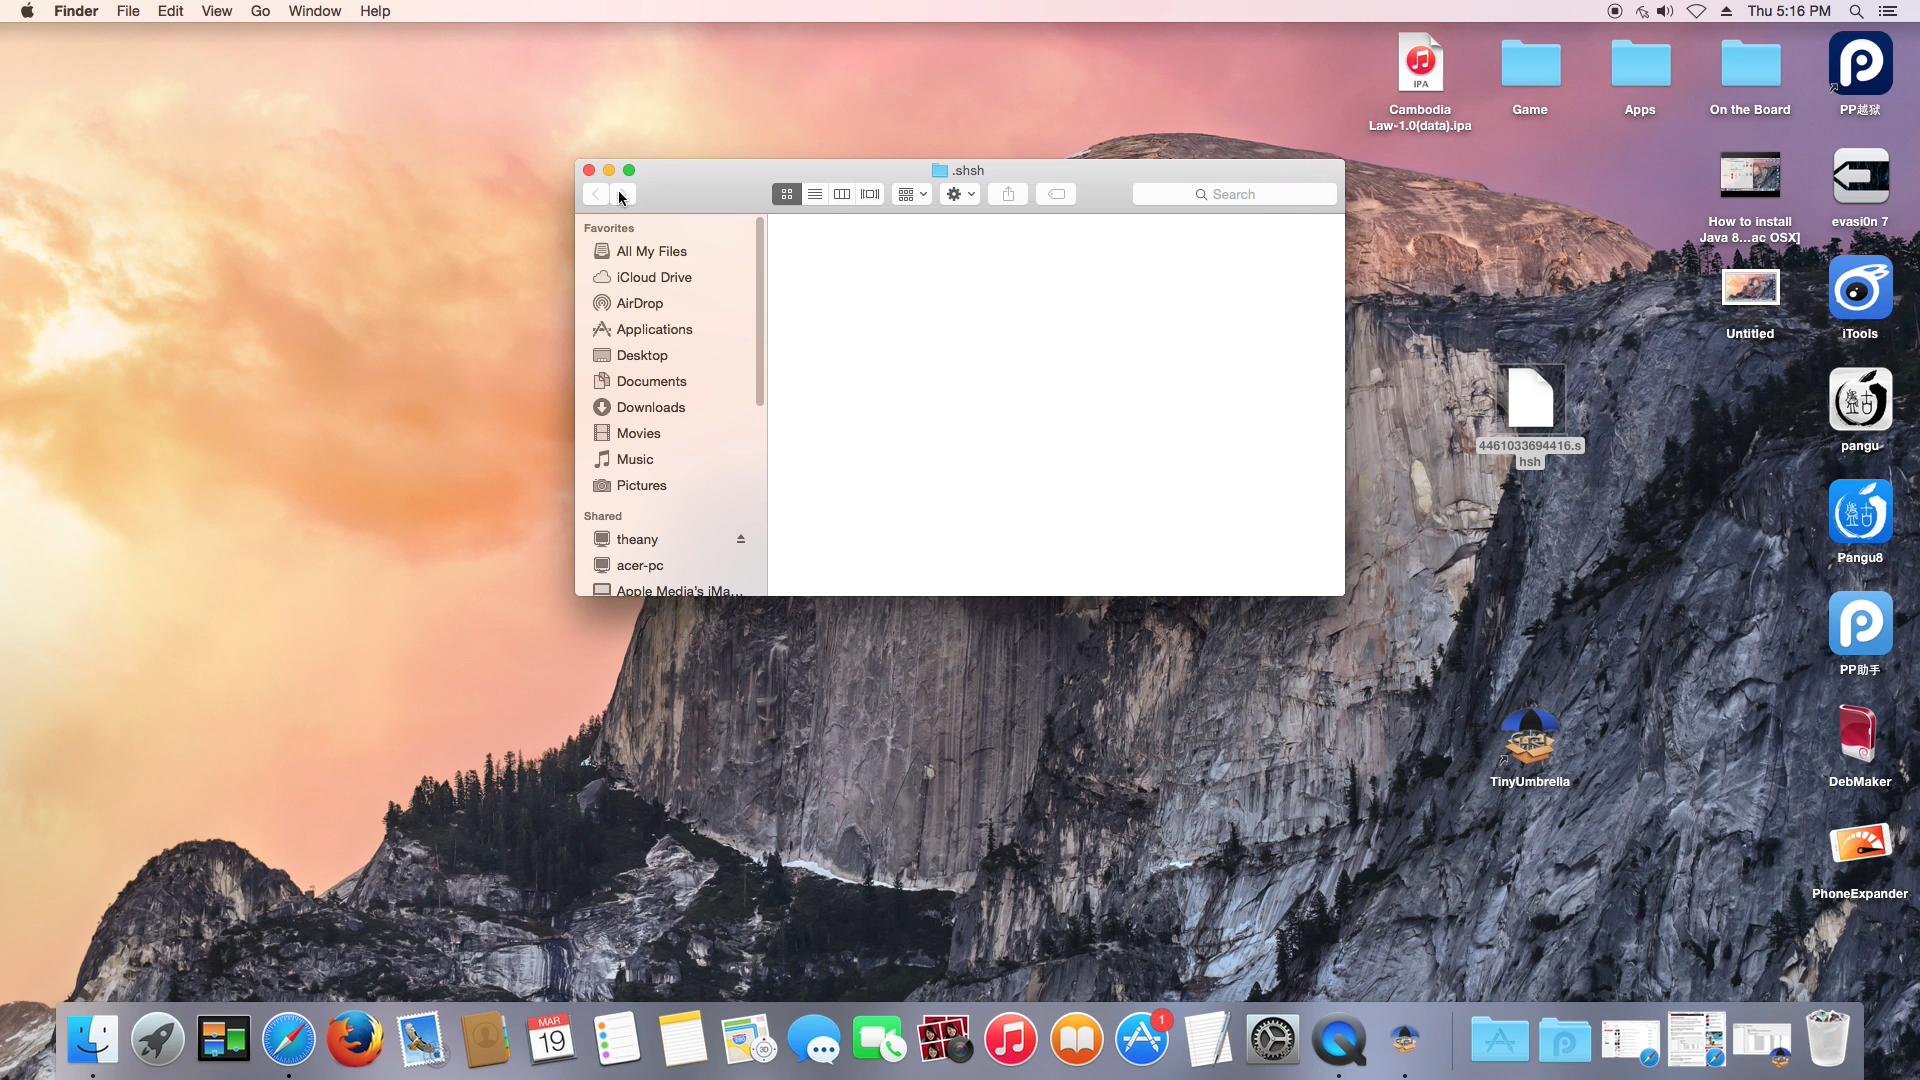 Finder File Edit View Go Window Help
Thu 5:16 PM
IPA
Cambodia
Law-1.0(data).ipa
Game
Apps
On the Board
PP越狱
How to install
Java 8...ac OSX]
evasi0n 7
Untitled
iTools
4461033694416.s
hsh
pangu
Pangu8
PP助手
TinyUmbrella
DebMaker
PhoneExpander
.shsh
Search
Favorites
All My Files
iCloud Drive
AirDrop
Applications
Desktop
Documents
Downloads
Movies
Music
Pictures
Shared
theany
acer-pc
Apple Media's iMa...
MAR
19
3D
1